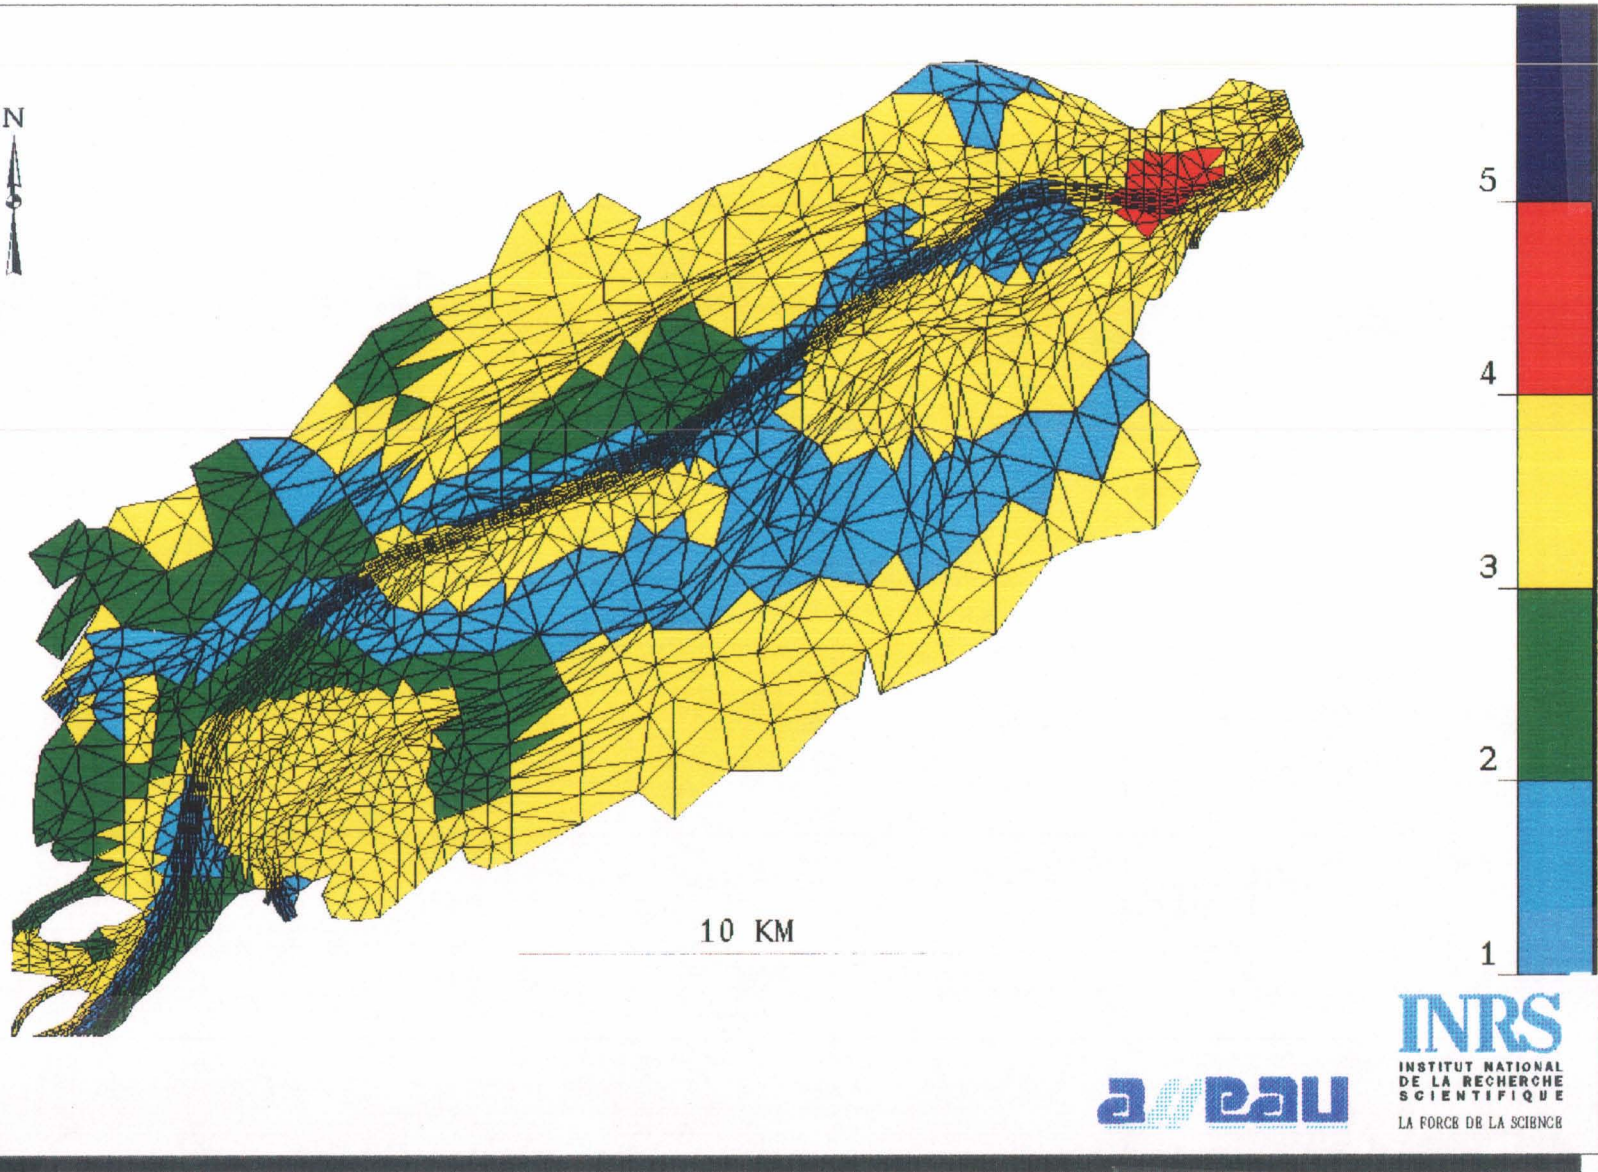 N
5
4
3
2
1
10 KM
INRS
INSTITUT NATIONAL
DE LA RECHERCHE
SCIENTIFIQUE
LA FORCE DE LA SCIENCE
a//eau